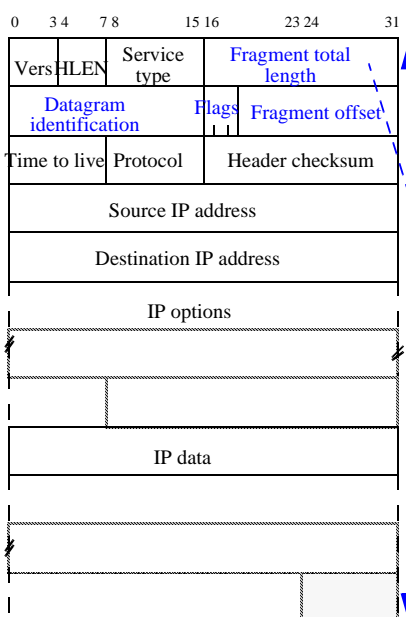 0 3 4 7 8 15 16 23 24 31
Vers HLEN Service type Fragment total length
Datagram identification Flags Fragment offset
Time to live Protocol Header checksum
Source IP address
Destination IP address
IP options
IP data